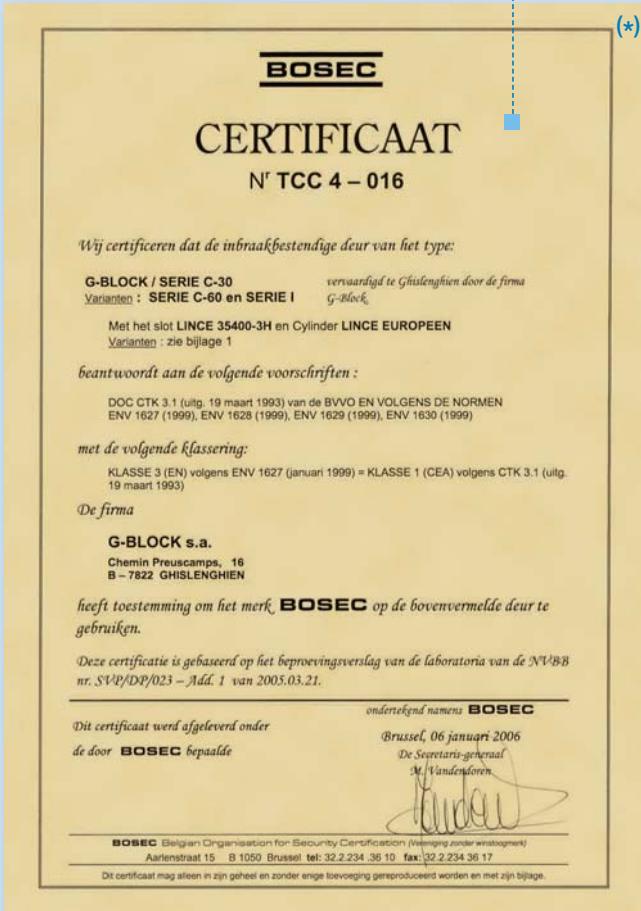 (*)
BOSEC
CERTIFICAAT
Nr TCC 4 – 016
Wij certificeren dat de inbraakbestendige deur van het type:
G-BLOCK / SERIE C-30 vervaardigd te Ghislenghien door de firma
Varianten : SERIE C-60 en SERIE I G-Block,
Met het slot LINCE 35400-3H en Cylinder LINCE EUROPEEN
Varianten : zie bijlage 1
beantwoordt aan de volgende voorschriften :
DOC CTK 3.1 (uitg. 19 maart 1993) van de BVVO EN VOLGENS DE NORMEN
ENV 1627 (1999), ENV 1628 (1999), ENV 1629 (1999), ENV 1630 (1999)
met de volgende klassering:
KLASSE 3 (EN) volgens ENV 1627 (januari 1999) = KLASSE 1 (CEA) volgens CTK 3.1 (uitg.
19 maart 1993)
De firma
G-BLOCK s.a.
Chemin Preuscamps, 16
B – 7822 GHISLENGHIEN
heeft toestemming om het merk BOSEC op de bovenvermelde deur te
gebruiken.
Deze certificatie is gebaseerd op het beproevingsverslag van de laboratoria van de NVBB
nr. SVP/DP/023 – Add. 1 van 2005.03.21.
Dit certificaat werd afgeleverd onder
de door BOSEC bepaalde
ondertekend namens BOSEC
Brussel, 06 januari 2006
De Secretaris-generaal
M. Vandendoren
BOSEC Belgian Organisation for Security Certification (Vereniging zonder winstoogmerk)
Aarlenstraat 15 B 1050 Brussel tel: 32.2.234 .36 10 fax: 32.2.234 36 17
Dit certificaat mag alleen in zijn geheel en zonder enige toevoeging gereproduceerd worden en met zijn bijlage.